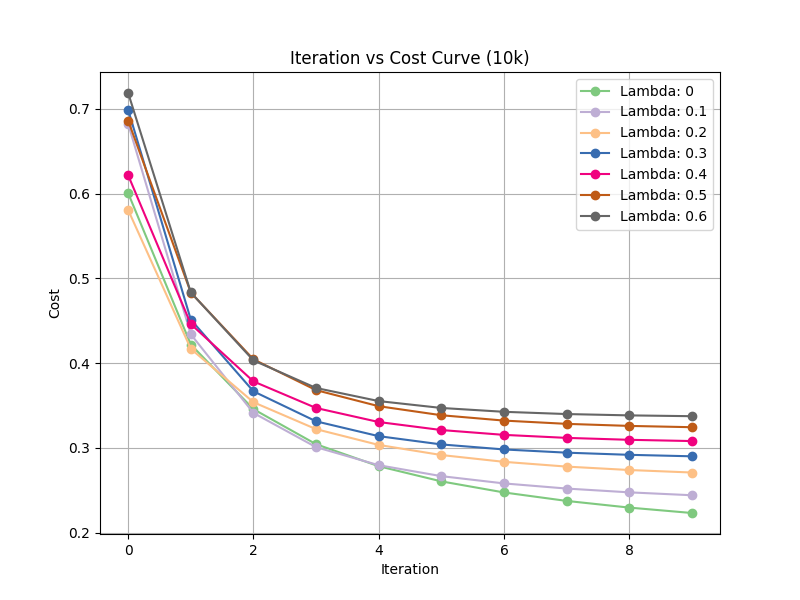 Iteration vs Cost Curve (10k)
Lambda: 0
Lambda: 0.1
Lambda: 0.2
Lambda: 0.3
Lambda: 0.4
Lambda: 0.5
Lambda: 0.6
Cost
0.7
0.6
0.5
0.4
0.3
0.2
0 2 4 6 8
Iteration